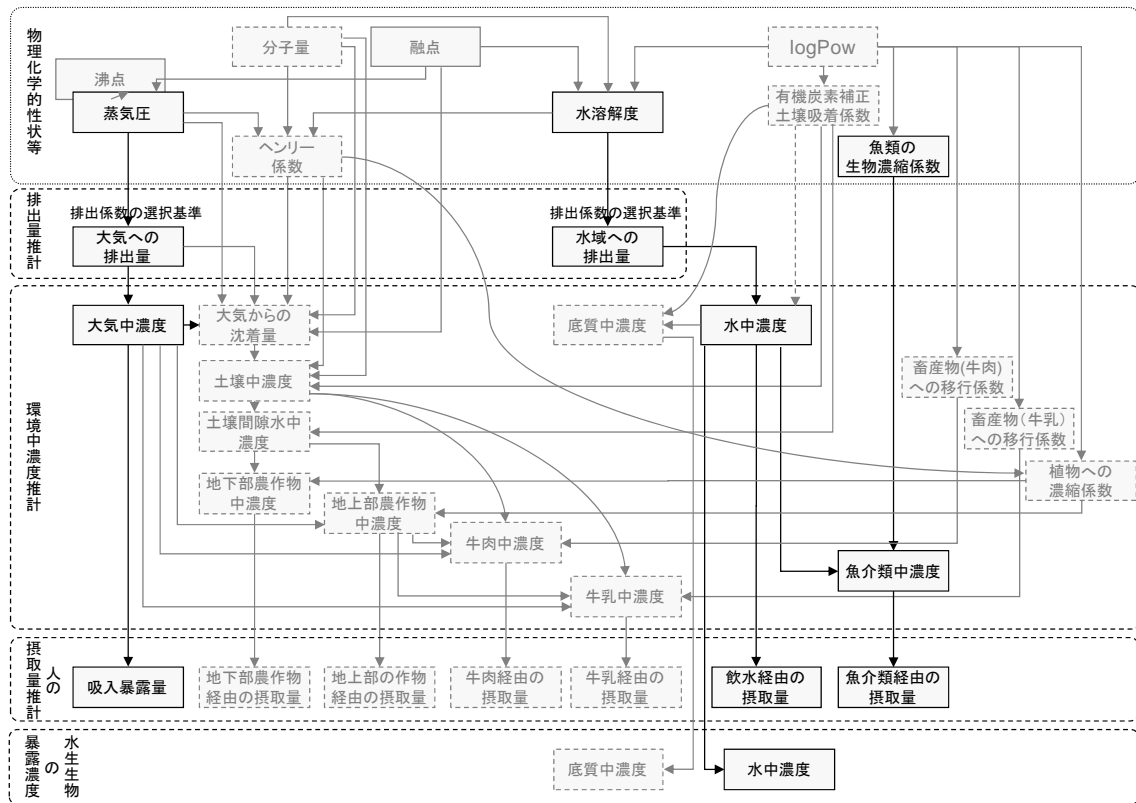 物理化学的性状等
分子量
融点
logPow
沸点
蒸気圧
水溶解度
有機炭素補正
土壌吸着係数
ヘンリー
係数
魚類の
生物濃縮係数
排出量推計
排出係数の選択基準
大気への
排出量
排出係数の選択基準
水域への
排出量
環境中濃度推計
大気中濃度
大気からの
沈着量
底質中濃度
水中濃度
土壌中濃度
畜産物(牛肉)
への移行係数
土壌間隙水中
濃度
畜産物(牛乳)
への移行係数
地下部農作物
中濃度
植物への
濃縮係数
地上部農作物
中濃度
牛肉中濃度
魚介類中濃度
牛乳中濃度
人の
摂取量推計
吸入暴露量
地下部農作物
経由の摂取量
地上部の作物
経由の摂取量
牛肉経由の
摂取量
牛乳経由の
摂取量
飲水経由の
摂取量
魚介類経由の
摂取量
水生生物
の
暴露濃度
底質中濃度
水中濃度